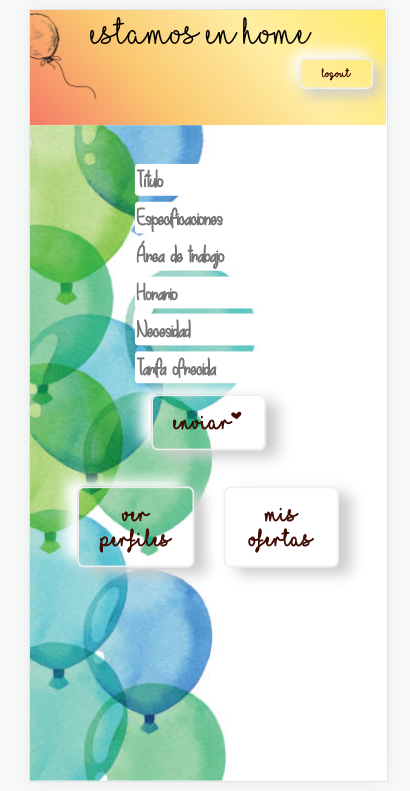 estamos en home
logout
Título
Especificaciones
Área de trabajo
Horario
Necesidad
Tarifa ofrecida
enviar❤
ver
perfiles
mis
ofertas